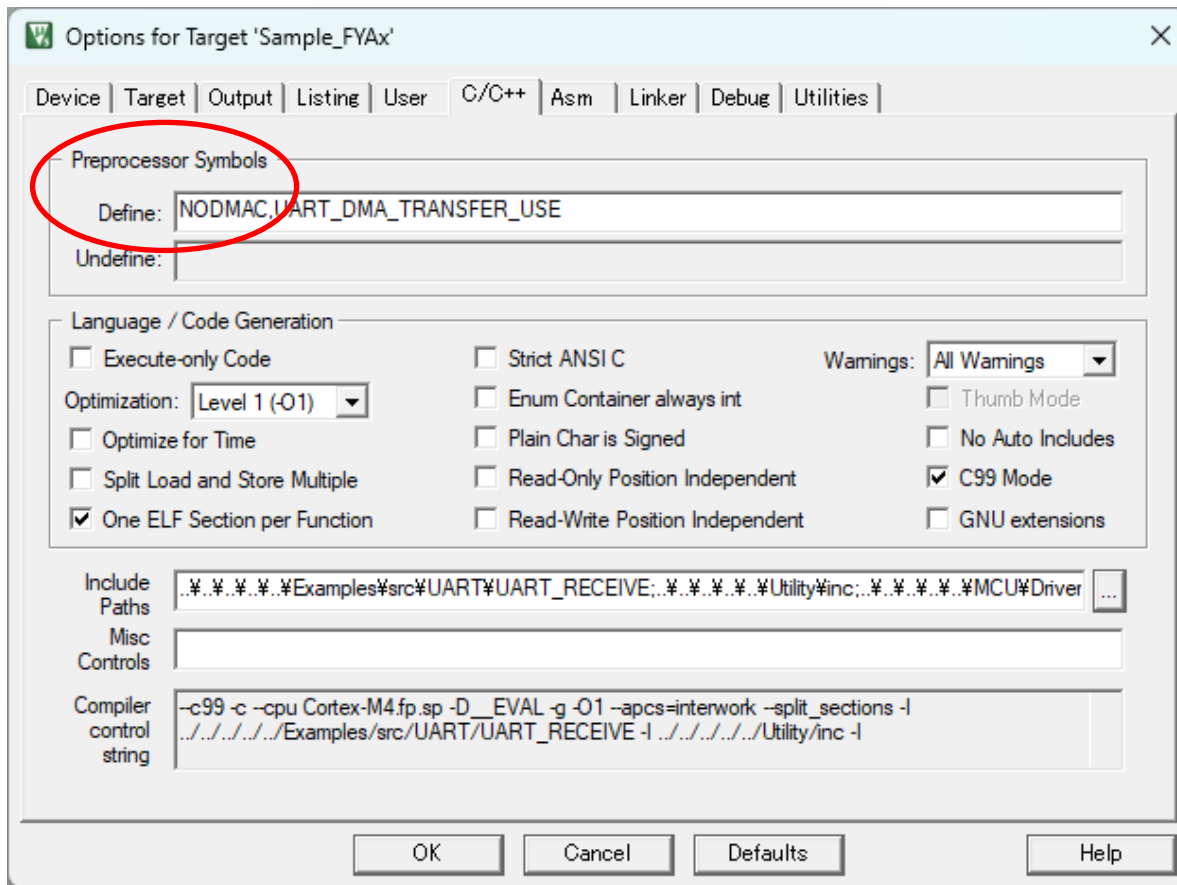 Options for Target 'Sample_FYAx'
Device | Target | Output | Listing | User | C/C++ | Asm | Linker | Debug | Utilities
Preprocessor Symbols
Define: NODMAC,UART_DMA_TRANSFER_USE
Undefine:
Language / Code Generation
Execute-only Code
Strict ANSI C
Warnings: All Warnings
Optimization: Level 1 (-O1)
Enum Container always int
Thumb Mode
Optimize for Time
Plain Char is Signed
No Auto Includes
Split Load and Store Multiple
Read-Only Position Independent
C99 Mode
One ELF Section per Function
Read-Write Position Independent
GNU extensions
Include Paths
..¥..¥..¥..¥..¥Examples¥src¥UART¥UART_RECEIVE;..¥..¥..¥..¥..¥Utility¥inc;..¥..¥..¥..¥..¥MCU¥Driver
...
Misc Controls
Compiler control string
--c99 -c --cpu Cortex-M4.fp.sp -D__EVAL -g -O1 --apcs=interwork --split_sections -I
../../../../../Examples/src/UART/UART_RECEIVE -I ../../../../../Utility/inc -I
OK
Cancel
Defaults
Help